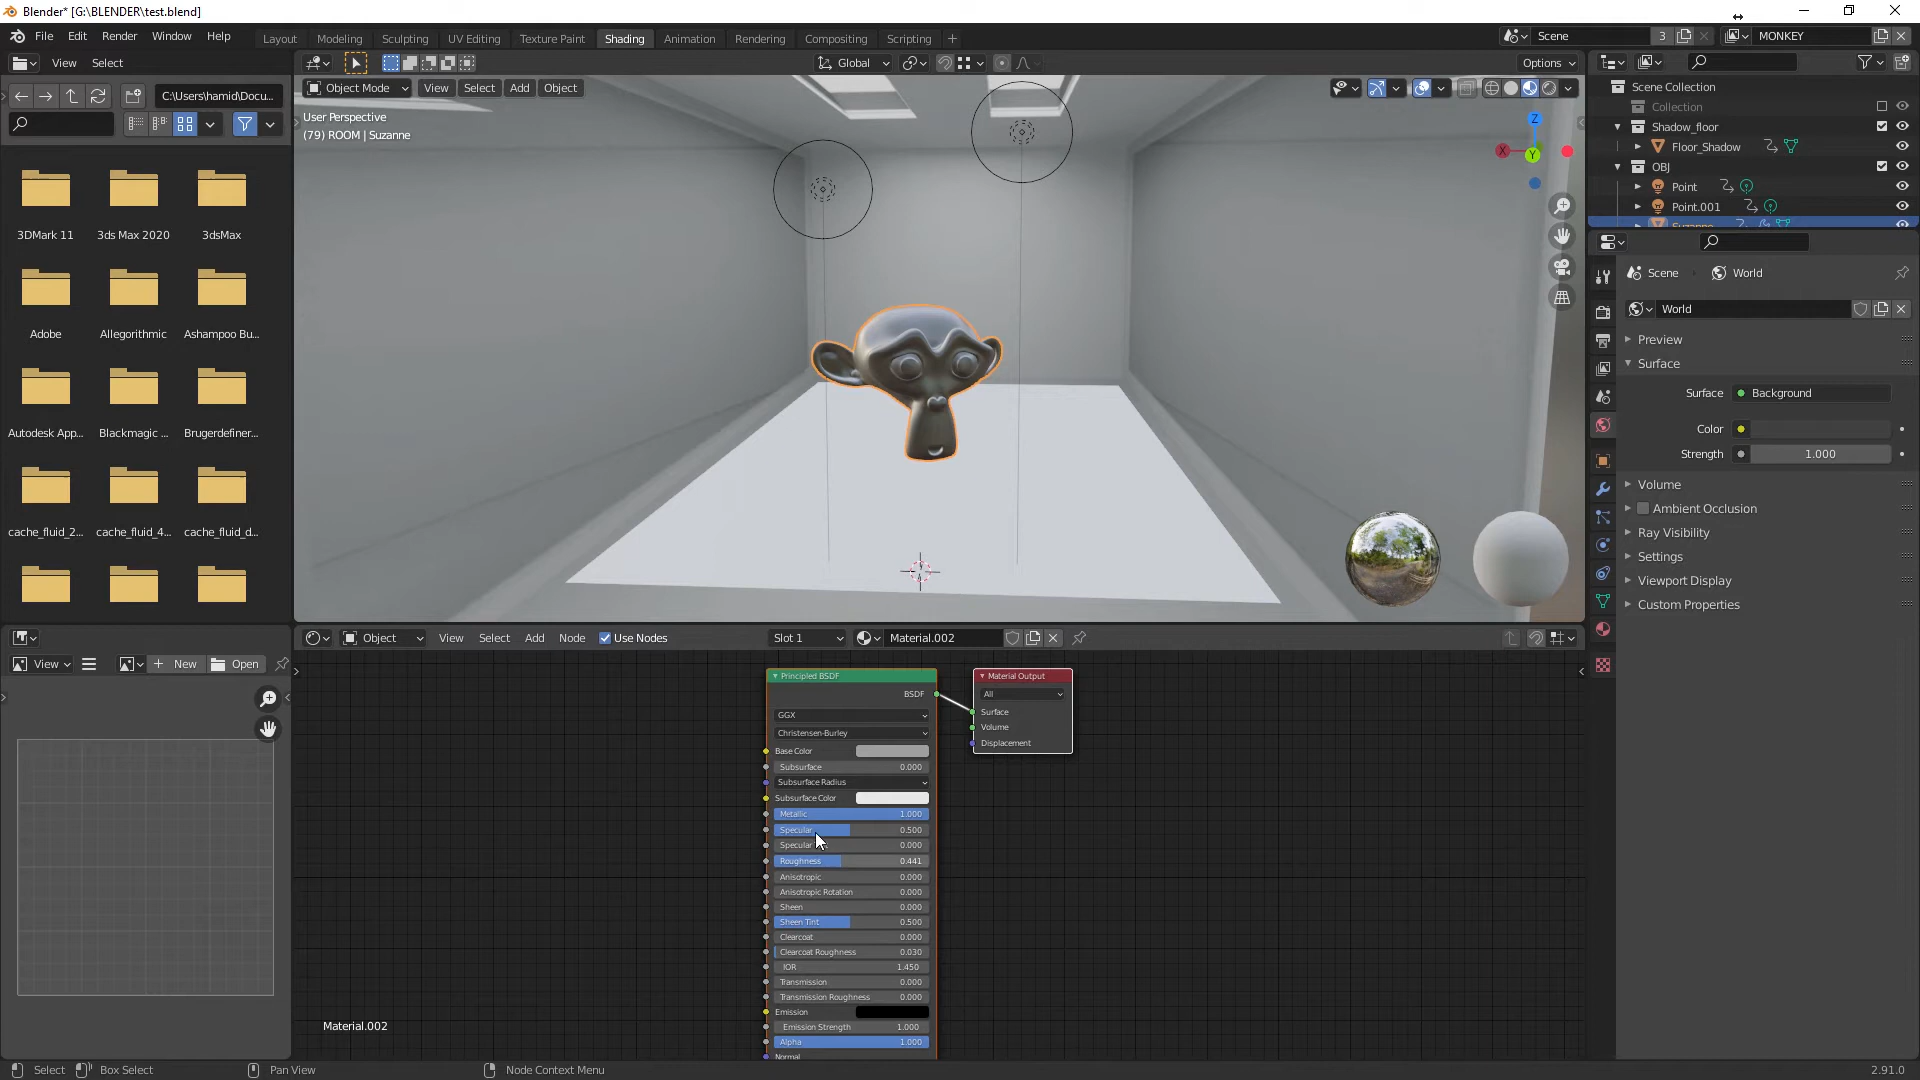 Blender* [G:\BLENDER\test.blend]
File Edit Render Window Help
Layout Modeling Sculpting UV Editing Texture Paint Shading Animation Rendering Compositing Scripting +
Scene 3 MONKEY
View Select
Global Options
C:\Users\hamid\Docu...
Object Mode View Select Add Object
User Perspective
(79) ROOM | Suzanne
Z
X
Y
Scene Collection
Collection
Shadow_floor
Floor_Shadow
OBJ
Point
Point.001
Suzanne
3DMark 11 3ds Max 2020 3dsMax
Adobe Allegorithmic Ashampoo Bu...
Autodesk App... Blackmagic ... Brugerdefiner...
cache_fluid_2... cache_fluid_4... cache_fluid_d...
Scene World
World
Preview
Surface
Surface Background
Color
Strength 1.000
Volume
Ambient Occlusion
Ray Visibility
Settings
Viewport Display
Custom Properties
View New Open
Object View Select Add Node Use Nodes Slot 1 Material.002
Principled BSDF
BSDF
GGX
Christensen-Burley
Base Color
Subsurface 0.000
Subsurface Radius
Subsurface Color
Metallic 1.000
Specular 0.500
Specular 0.000
Roughness 0.441
Anisotropic 0.000
Anisotropic Rotation 0.000
Sheen 0.000
Sheen Tint 0.500
Clearcoat 0.000
Clearcoat Roughness 0.030
IOR 1.450
Transmission 0.000
Transmission Roughness 0.000
Emission
Emission Strength 1.000
Alpha 1.000
Normal
Material Output
All
Surface
Volume
Displacement
Material.002
Select Box Select Pan View Node Context Menu 2.91.0